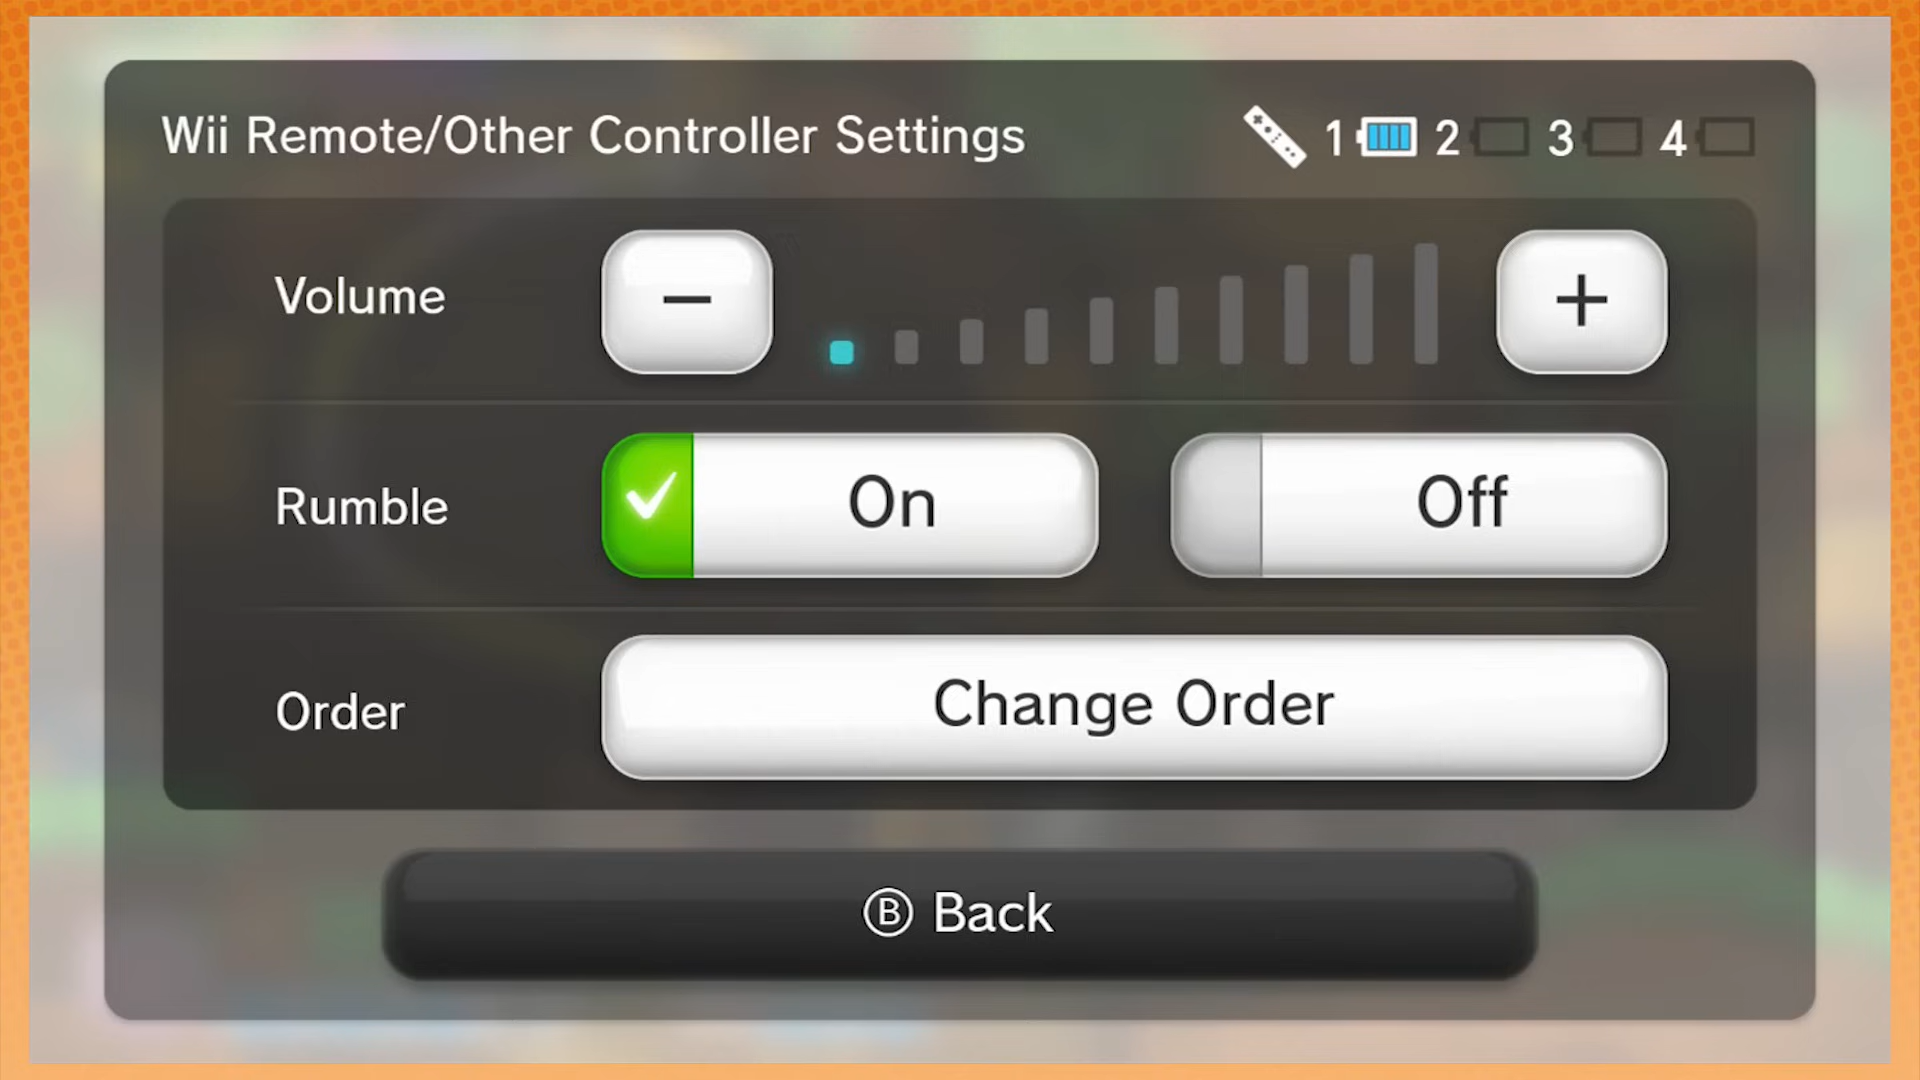 Wii Remote/Other Controller Settings
1 2 3 4
Volume
− +
Rumble
On Off
Order
Change Order
Ⓑ Back